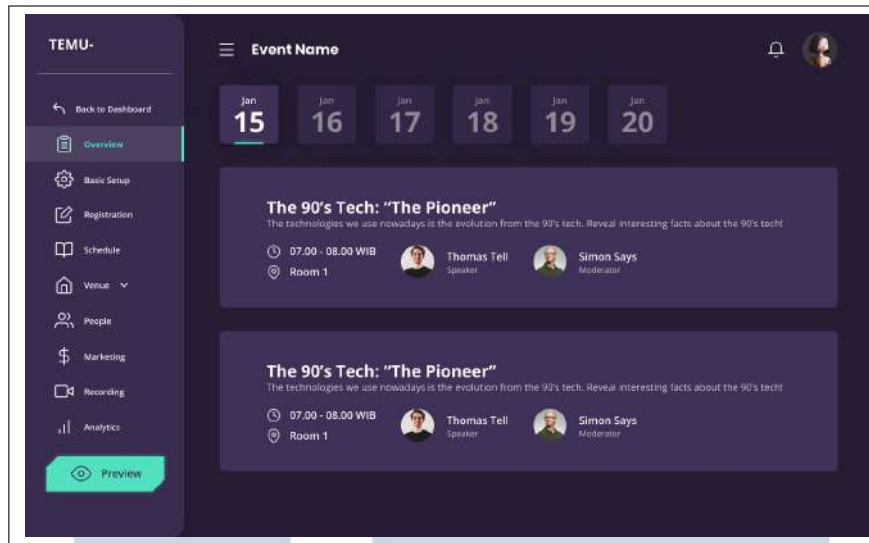 TEMU-
Back to Dashboard
Overview
Basic Setup
Registration
Schedule
Venue
People
Marketing
Recording
Analytics
Preview
Event Name
Jan Jan Jan Jan Jan Jan
15 16 17 18 19 20
The 90's Tech: “The Pioneer”
The technologies we use nowadays is the evolution from the 90's tech. Reveal interesting facts about the 90's tech!
07.00 - 08.00 WIB
Room 1
Thomas Tell
Speaker
Simon Says
Moderator
The 90's Tech: “The Pioneer”
The technologies we use nowadays is the evolution from the 90's tech. Reveal interesting facts about the 90's tech!
07.00 - 08.00 WIB
Room 1
Thomas Tell
Speaker
Simon Says
Moderator